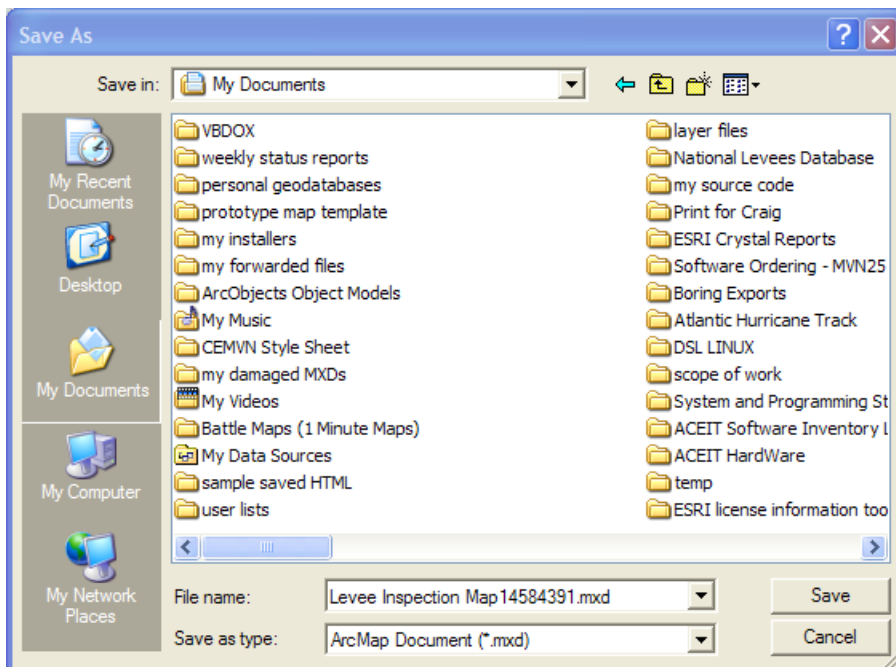 Save As
Save in: My Documents
My Recent
Documents
Desktop
My Documents
My Computer
My Network
Places
VBDOX
weekly status reports
personal geodatabases
prototype map template
my installers
my forwarded files
ArcObjects Object Models
My Music
CEMVN Style Sheet
my damaged MXDs
My Videos
Battle Maps (1 Minute Maps)
My Data Sources
sample saved HTML
user lists
layer files
National Levees Database
my source code
Print for Craig
ESRI Crystal Reports
Software Ordering - MVN25
Boring Exports
Atlantic Hurricane Track
DSL LINUX
scope of work
System and Programming St
ACEIT Software Inventory L
ACEIT HardWare
temp
ESRI license information too
File name: Levee Inspection Map14584391.mxd
Save
Save as type: ArcMap Document (*.mxd)
Cancel